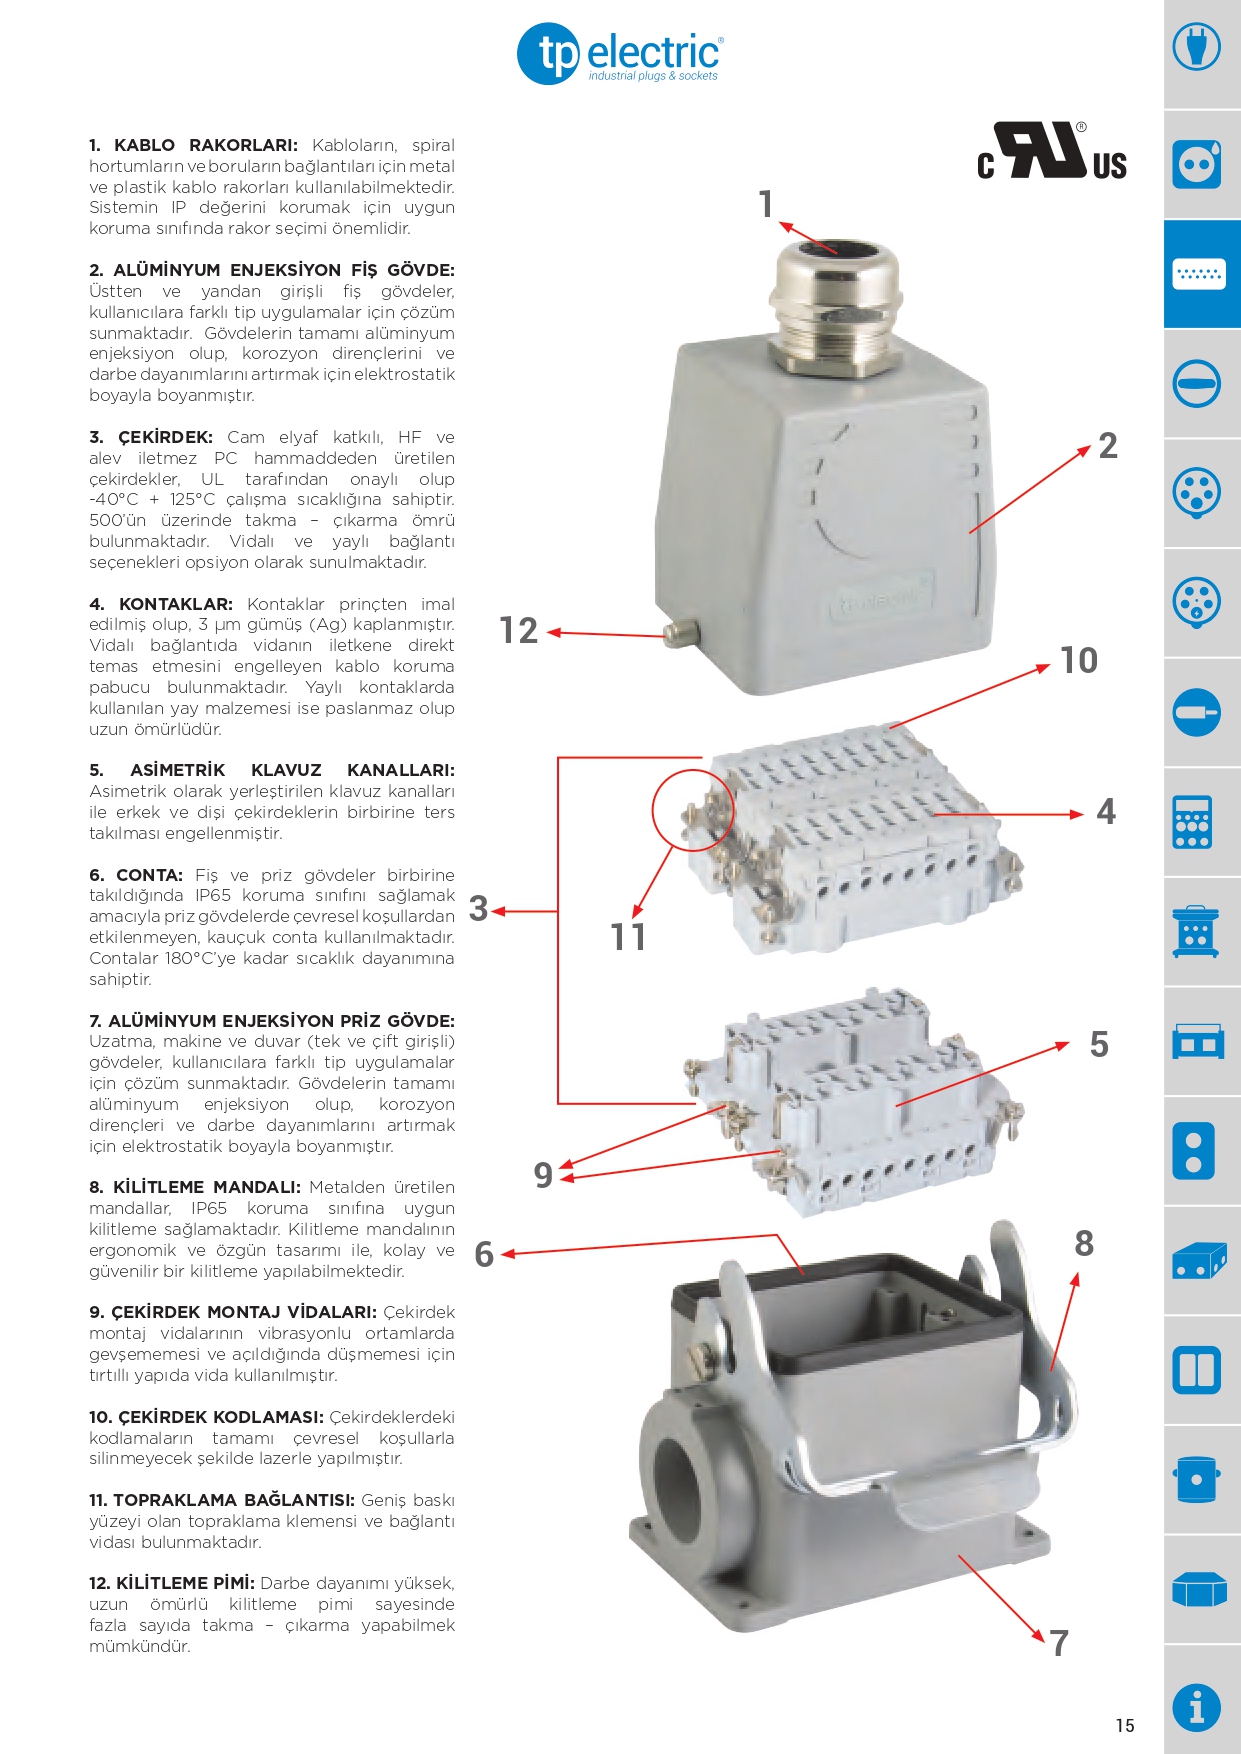 tp electric®
industrial plugs & sockets
1. KABLO RAKORLARI: Kabloların, spiral
hortumların ve boruların bağlantıları için metal
ve plastik kablo rakorları kullanılabilmektedir.
Sistemin IP değerini korumak için uygun
koruma sınıfında rakor seçimi önemlidir.
2. ALÜMİNYUM ENJEKSİYON FİŞ GÖVDE:
Üstten ve yandan girişli fiş gövdeler,
kullanıcılara farklı tip uygulamalar için çözüm
sunmaktadır. Gövdelerin tamamı alüminyum
enjeksiyon olup, korozyon dirençlerini ve
darbe dayanımlarını artırmak için elektrostatik
boyayla boyanmıştır.
3. ÇEKİRDEK: Cam elyaf katkılı, HF ve
alev iletmez PC hammaddeden üretilen
çekirdekler, UL tarafından onaylı olup
-40°C + 125°C çalışma sıcaklığına sahiptir.
500'ün üzerinde takma – çıkarma ömrü
bulunmaktadır. Vidalı ve yaylı bağlantı
seçenekleri opsiyon olarak sunulmaktadır.
4. KONTAKLAR: Kontaklar prinçten imal
edilmiş olup, 3 µm gümüş (Ag) kaplanmıştır.
Vidalı bağlantıda vidanın iletkene direkt
temas etmesini engelleyen kablo koruma
pabucu bulunmaktadır. Yaylı kontaklarda
kullanılan yay malzemesi ise paslanmaz olup
uzun ömürlüdür.
5. ASİMETRİK KLAVUZ KANALLARI:
Asimetrik olarak yerleştirilen klavuz kanalları
ile erkek ve dişi çekirdeklerin birbirine ters
takılması engellenmiştir.
6. CONTA: Fiş ve priz gövdeler birbirine
takıldığında IP65 koruma sınıfını sağlamak
amacıyla priz gövdelerde çevresel koşullardan
etkilenmeyen, kauçuk conta kullanılmaktadır.
Contalar 180°C'ye kadar sıcaklık dayanımına
sahiptir.
7. ALÜMİNYUM ENJEKSİYON PRİZ GÖVDE:
Uzatma, makine ve duvar (tek ve çift girişli)
gövdeler, kullanıcılara farklı tip uygulamalar
için çözüm sunmaktadır. Gövdelerin tamamı
alüminyum enjeksiyon olup, korozyon
dirençleri ve darbe dayanımlarını artırmak
için elektrostatik boyayla boyanmıştır.
8. KİLİTLEME MANDALI: Metalden üretilen
mandallar, IP65 koruma sınıfına uygun
kilitleme sağlamaktadır. Kilitleme mandalının
ergonomik ve özgün tasarımı ile, kolay ve
güvenilir bir kilitleme yapılabilmektedir.
9. ÇEKİRDEK MONTAJ VİDALARI: Çekirdek
montaj vidalarının vibrasyonlu ortamlarda
gevşememesi ve açıldığında düşmemesi için
tırtıllı yapıda vida kullanılmıştır.
10. ÇEKİRDEK KODLAMASI: Çekirdeklerdeki
kodlamaların tamamı çevresel koşullarla
silinmeyecek şekilde lazerle yapılmıştır.
11. TOPRAKLAMA BAĞLANTISI: Geniş baskı
yüzeyi olan topraklama klemensi ve bağlantı
vidası bulunmaktadır.
12. KİLİTLEME PİMİ: Darbe dayanımı yüksek,
uzun ömürlü kilitleme pimi sayesinde
fazla sayıda takma – çıkarma yapabilmek
mümkündür.
C RU® US
1
2
12
10
4
3
11
5
9
6
8
7
tp electric
15